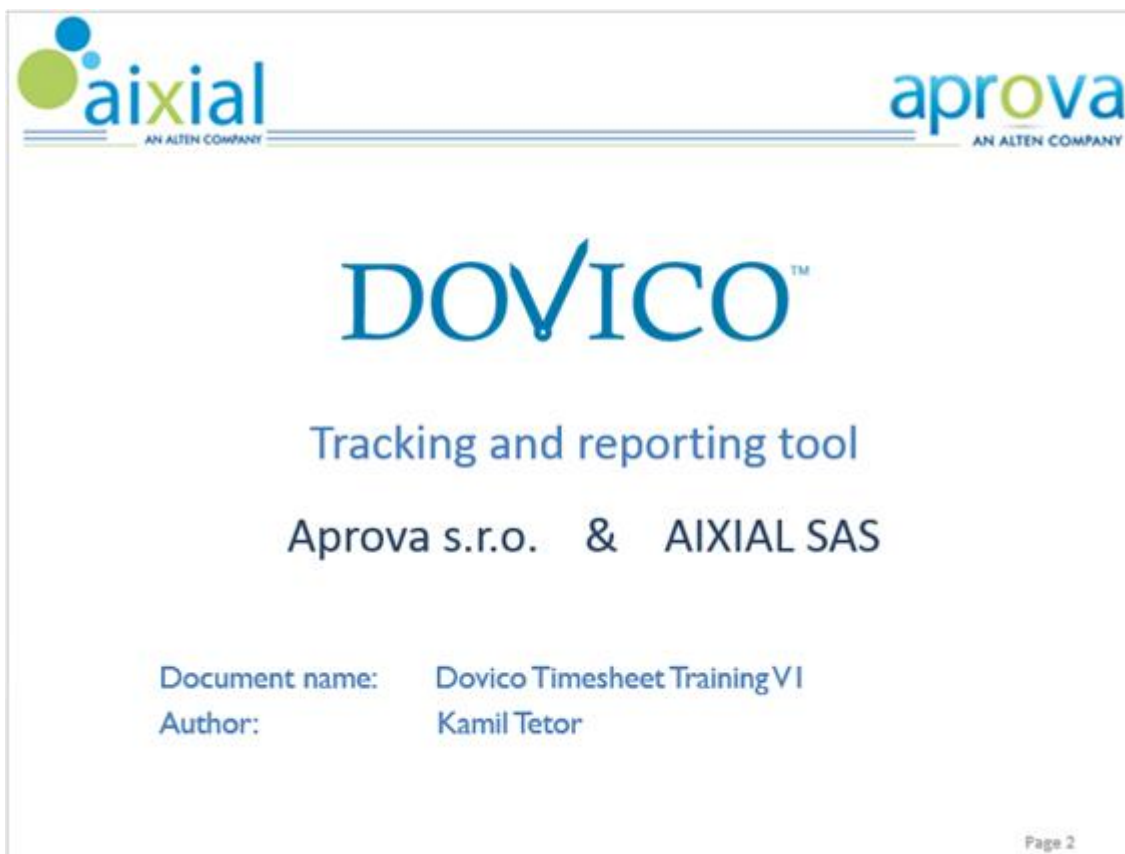 aixial
AN ALTEN COMPANY
aprova
AN ALTEN COMPANY
DOVICO™
Tracking and reporting tool
Aprova s.r.o. & AIXIAL SAS
Document name: Dovico Timesheet Training V1
Author: Kamil Tetor
Page 2